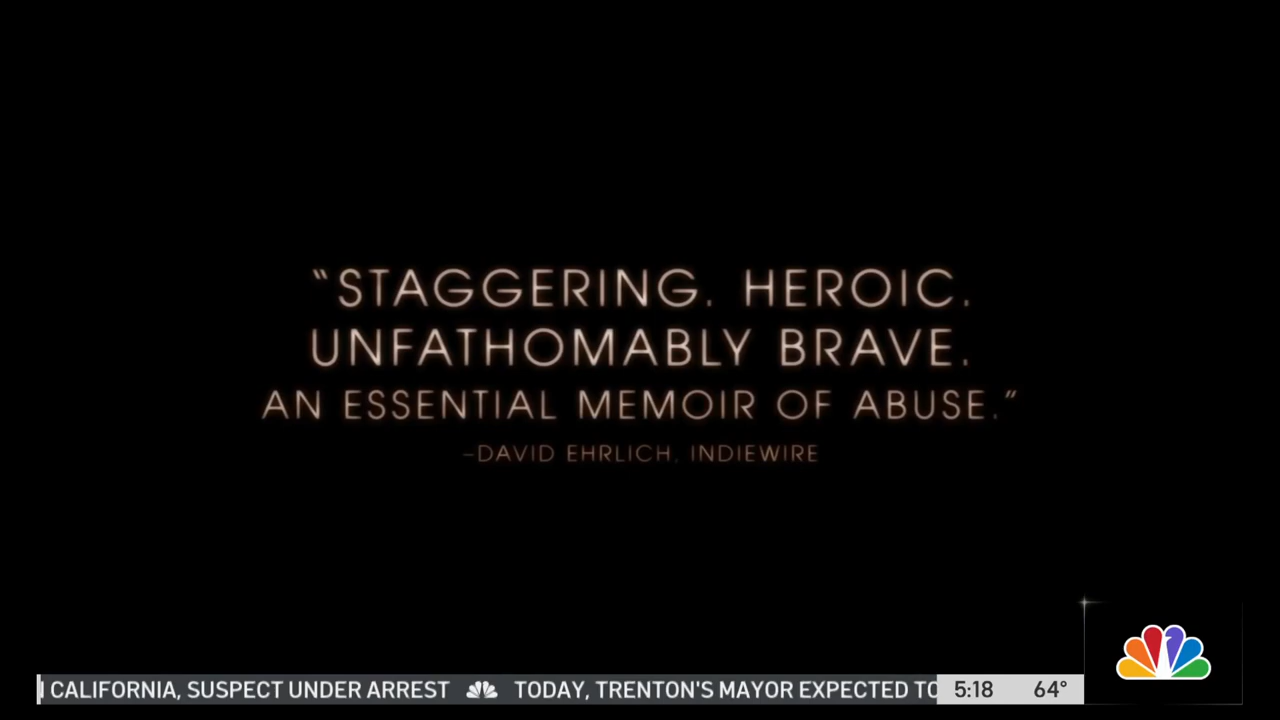 “STAGGERING. HEROIC.
UNFATHOMABLY BRAVE.
AN ESSENTIAL MEMOIR OF ABUSE.”
–DAVID EHRLICH, INDIEWIRE
CALIFORNIA, SUSPECT UNDER ARREST TODAY, TRENTON'S MAYOR EXPECTED TO 5:18 64°